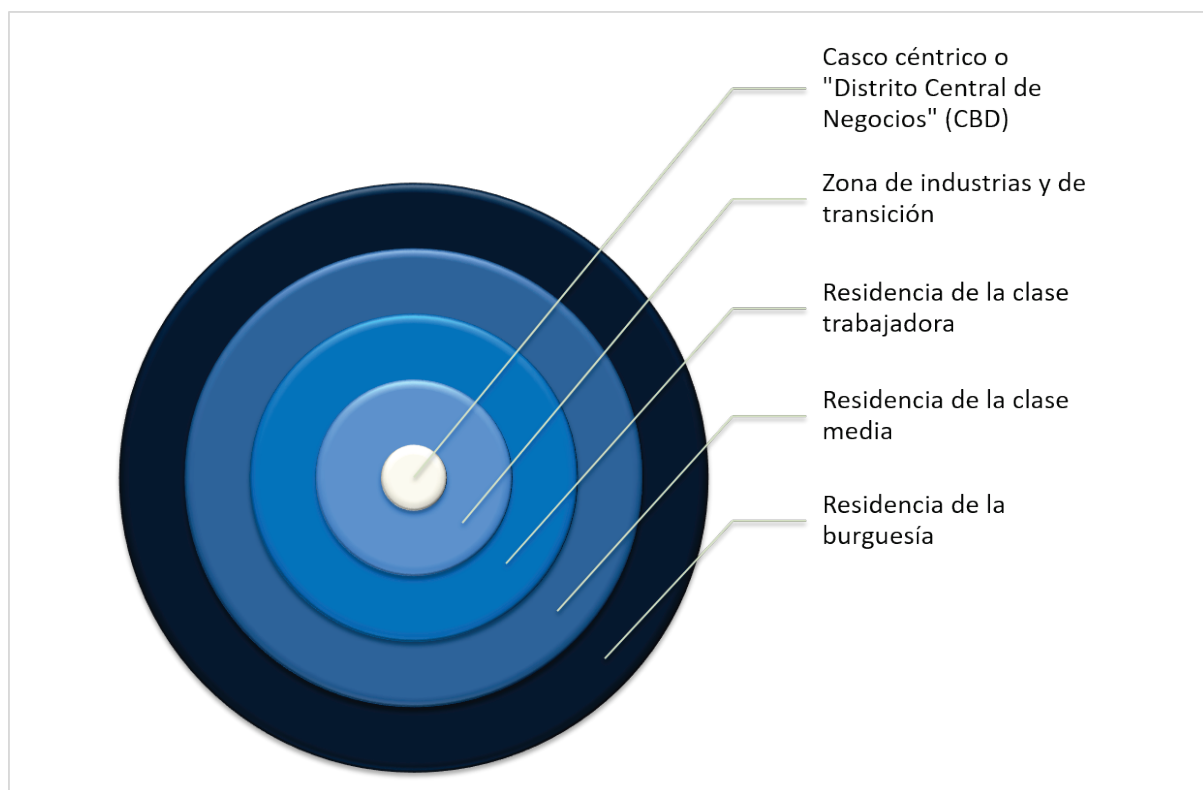 Casco céntrico o
"Distrito Central de
Negocios" (CBD)
Zona de industrias y de
transición
Residencia de la clase
trabajadora
Residencia de la clase
media
Residencia de la
burguesía